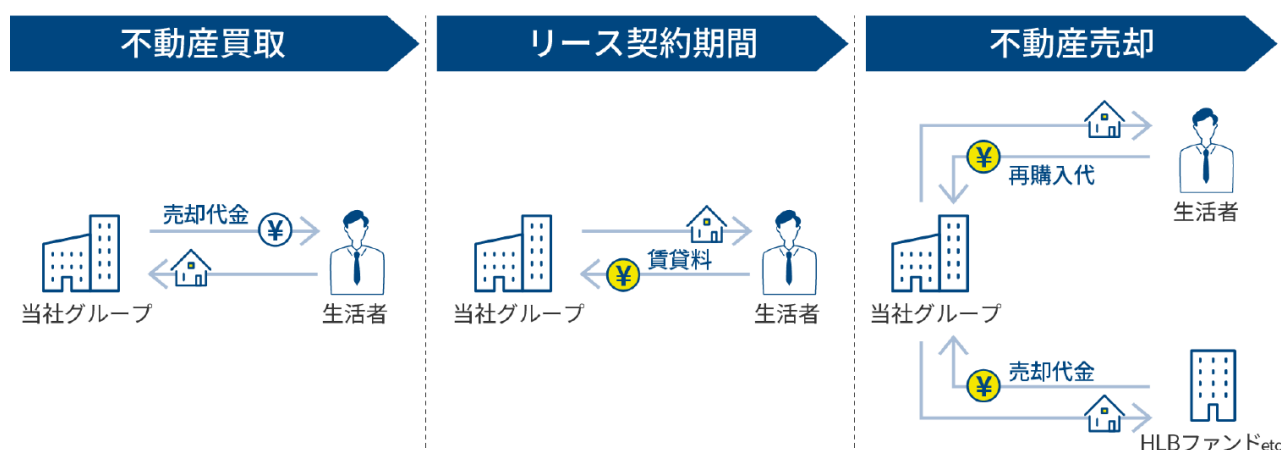 不動産買取
リース契約期間
不動産売却
売却代金
¥
当社グループ
生活者
賃貸料
¥
当社グループ
生活者
¥
再購入代
生活者
当社グループ
売却代金
¥
HLBファンドetc